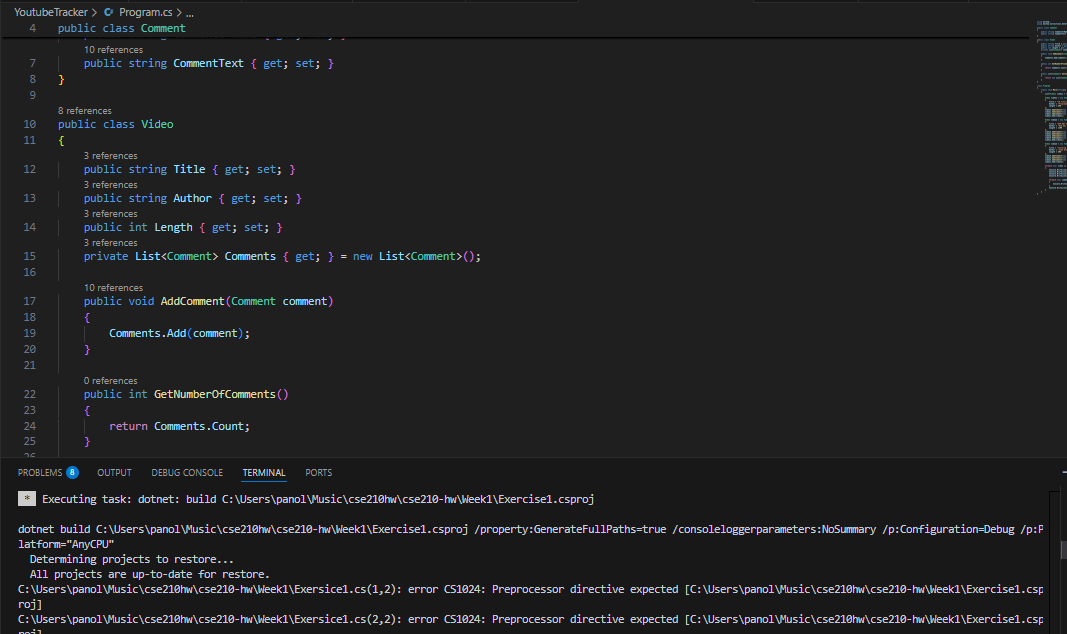 YoutubeTracker > Program.cs > ...
4 public class Comment
10 references
7 public string CommentText { get; set; }
8 }
9
8 references
10 public class Video
11 {
3 references
12 public string Title { get; set; }
3 references
13 public string Author { get; set; }
3 references
14 public int Length { get; set; }
3 references
15 private List<Comment> Comments { get; } = new List<Comment>();
16
10 references
17 public void AddComment(Comment comment)
18 {
19 Comments.Add(comment);
20 }
21
0 references
22 public int GetNumberOfComments()
23 {
24 return Comments.Count;
25 }
26
PROBLEMS 8 OUTPUT DEBUG CONSOLE TERMINAL PORTS
* Executing task: dotnet: build C:\Users\panol\Music\cse210hw\cse210-hw\Week1\Exercise1.csproj
dotnet build C:\Users\panol\Music\cse210hw\cse210-hw\Week1\Exercise1.csproj /property:GenerateFullPaths=true /consoleloggerparameters:NoSummary /p:Configuration=Debug /p:P
latform="AnyCPU"
Determining projects to restore...
All projects are up-to-date for restore.
C:\Users\panol\Music\cse210hw\cse210-hw\Week1\Exersice1.cs(1,2): error CS1024: Preprocessor directive expected [C:\Users\panol\Music\cse210hw\cse210-hw\Week1\Exercise1.csp
roj]
C:\Users\panol\Music\cse210hw\cse210-hw\Week1\Exersice1.cs(2,2): error CS1024: Preprocessor directive expected [C:\Users\panol\Music\cse210hw\cse210-hw\Week1\Exercise1.csp
roj]